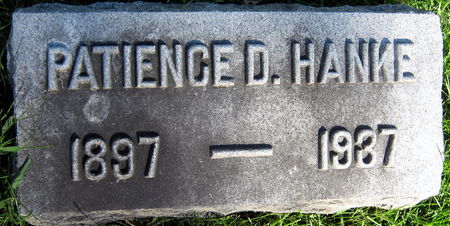 PATIENCE D. HANKE
1897 — 1937